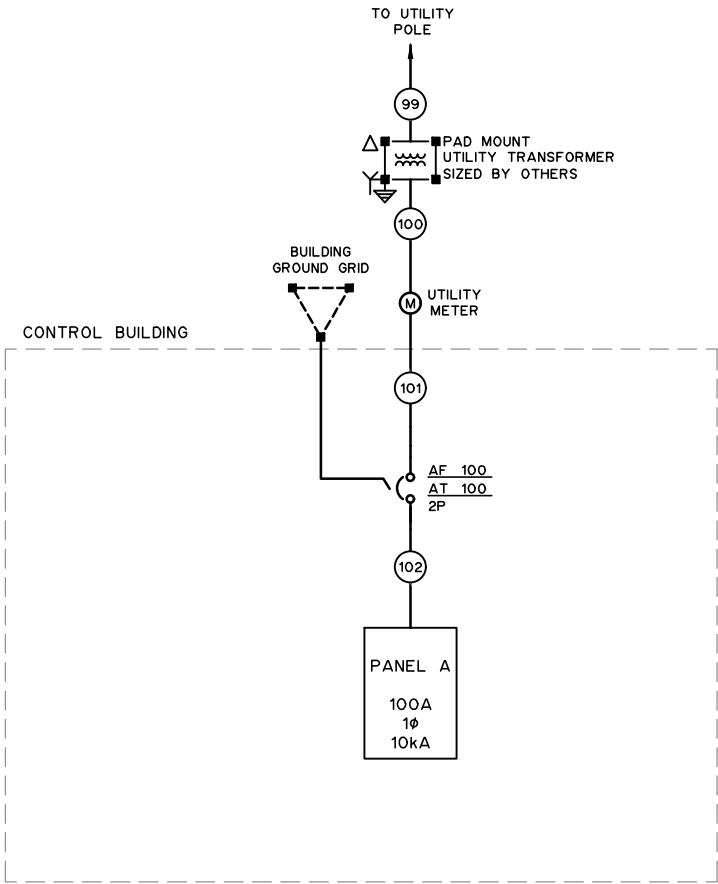 TO UTILITY
POLE
99
PAD MOUNT
UTILITY TRANSFORMER
SIZED BY OTHERS
100
BUILDING
GROUND GRID
M
UTILITY
METER
CONTROL BUILDING
101
AF 100
AT 100
2P
102
PANEL A
100A
1ϕ
10kA